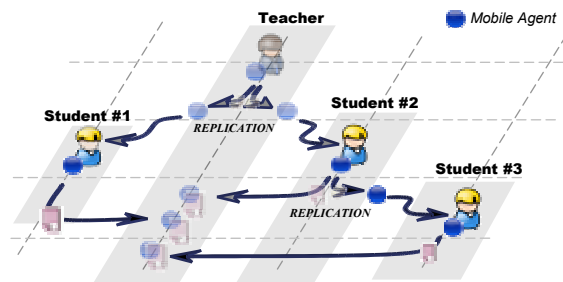 Teacher
Mobile Agent
Student #1
Student #2
REPLICATION
Student #3
REPLICATION